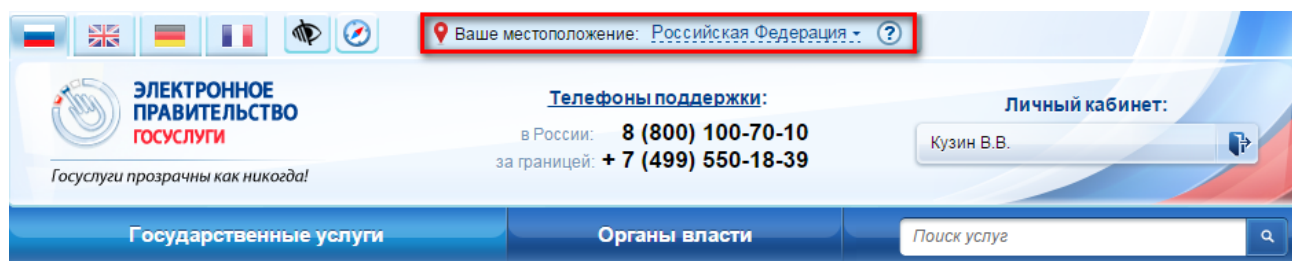 Ваше местоположение: Российская Федерация
ЭЛЕКТРОННОЕ
ПРАВИТЕЛЬСТВО
ГОСУСЛУГИ
Госуслуги прозрачны как никогда!
Телефоны поддержки:
в России: 8 (800) 100-70-10
за границей: + 7 (499) 550-18-39
Личный кабинет:
Кузин В.В.
Государственные услуги
Органы власти
Поиск услуг